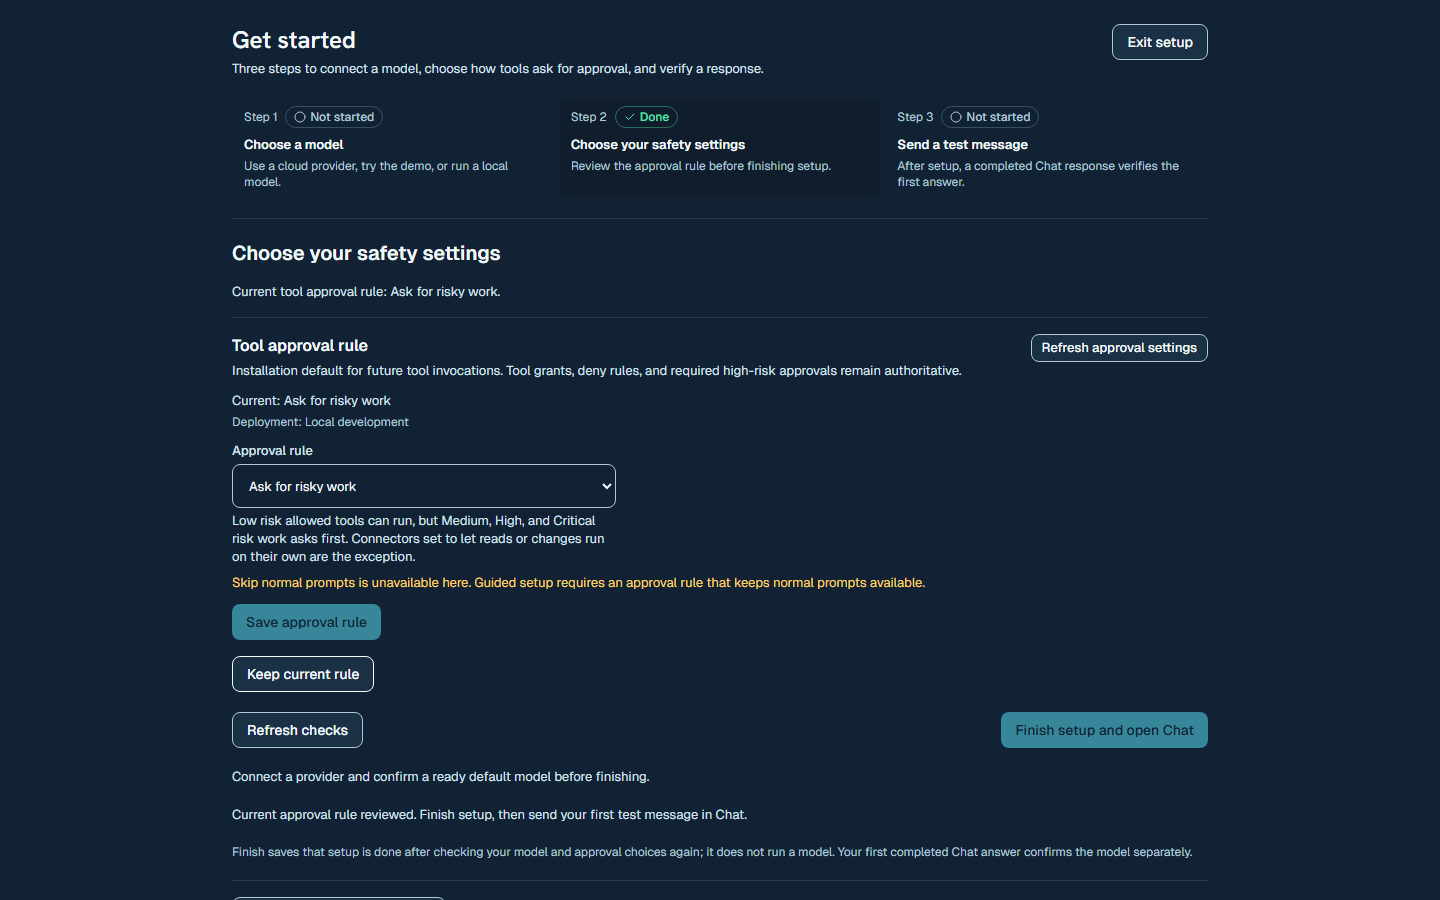 Get started
Exit setup
Three steps to connect a model, choose how tools ask for approval, and verify a response.
Step 1
Not started
Choose a model
Use a cloud provider, try the demo, or run a local
model.
Step 2
Done
Choose your safety settings
Review the approval rule before finishing setup.
Step 3
Not started
Send a test message
After setup, a completed Chat response verifies the
first answer.
Choose your safety settings
Current tool approval rule: Ask for risky work.
Tool approval rule
Refresh approval settings
Installation default for future tool invocations. Tool grants, deny rules, and required high-risk approvals remain authoritative.
Current: Ask for risky work
Deployment: Local development
Approval rule
Ask for risky work
Low risk allowed tools can run, but Medium, High, and Critical
risk work asks first. Connectors set to let reads or changes run
on their own are the exception.
Skip normal prompts is unavailable here. Guided setup requires an approval rule that keeps normal prompts available.
Save approval rule
Keep current rule
Refresh checks
Finish setup and open Chat
Connect a provider and confirm a ready default model before finishing.
Current approval rule reviewed. Finish setup, then send your first test message in Chat.
Finish saves that setup is done after checking your model and approval choices again; it does not run a model. Your first completed Chat answer confirms the model separately.